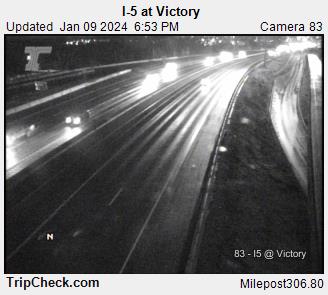 I-5 at Victory
Updated Jan 09 2024 6:53 PM Camera 83
N
83 - I5 @ Victory
TripCheck.com Milepost306.80